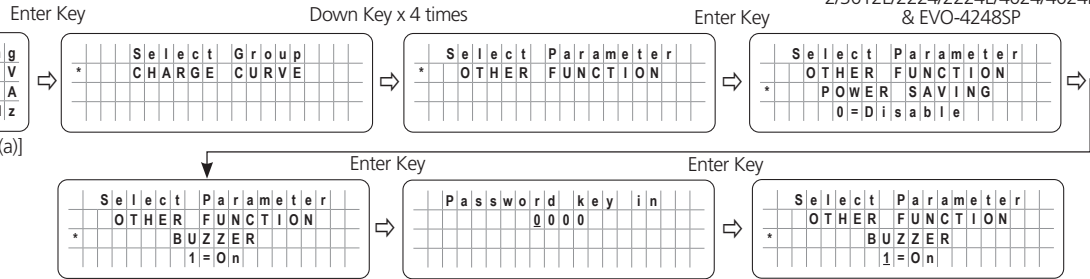 Enter Key
Down Key x 4 times
Enter Key
& EVO-4248SP
g
V
A
z
(a)]
Select Group
* CHARGE CURVE
Select Parameter
* OTHER FUNCTION
Select Parameter
OTHER FUNCTION
* POWER SAVING
0=Disable
Enter Key
Enter Key
Select Parameter
OTHER FUNCTION
* BUZZER
1=On
Password key in
0000
Select Parameter
OTHER FUNCTION
* BUZZER
1=On